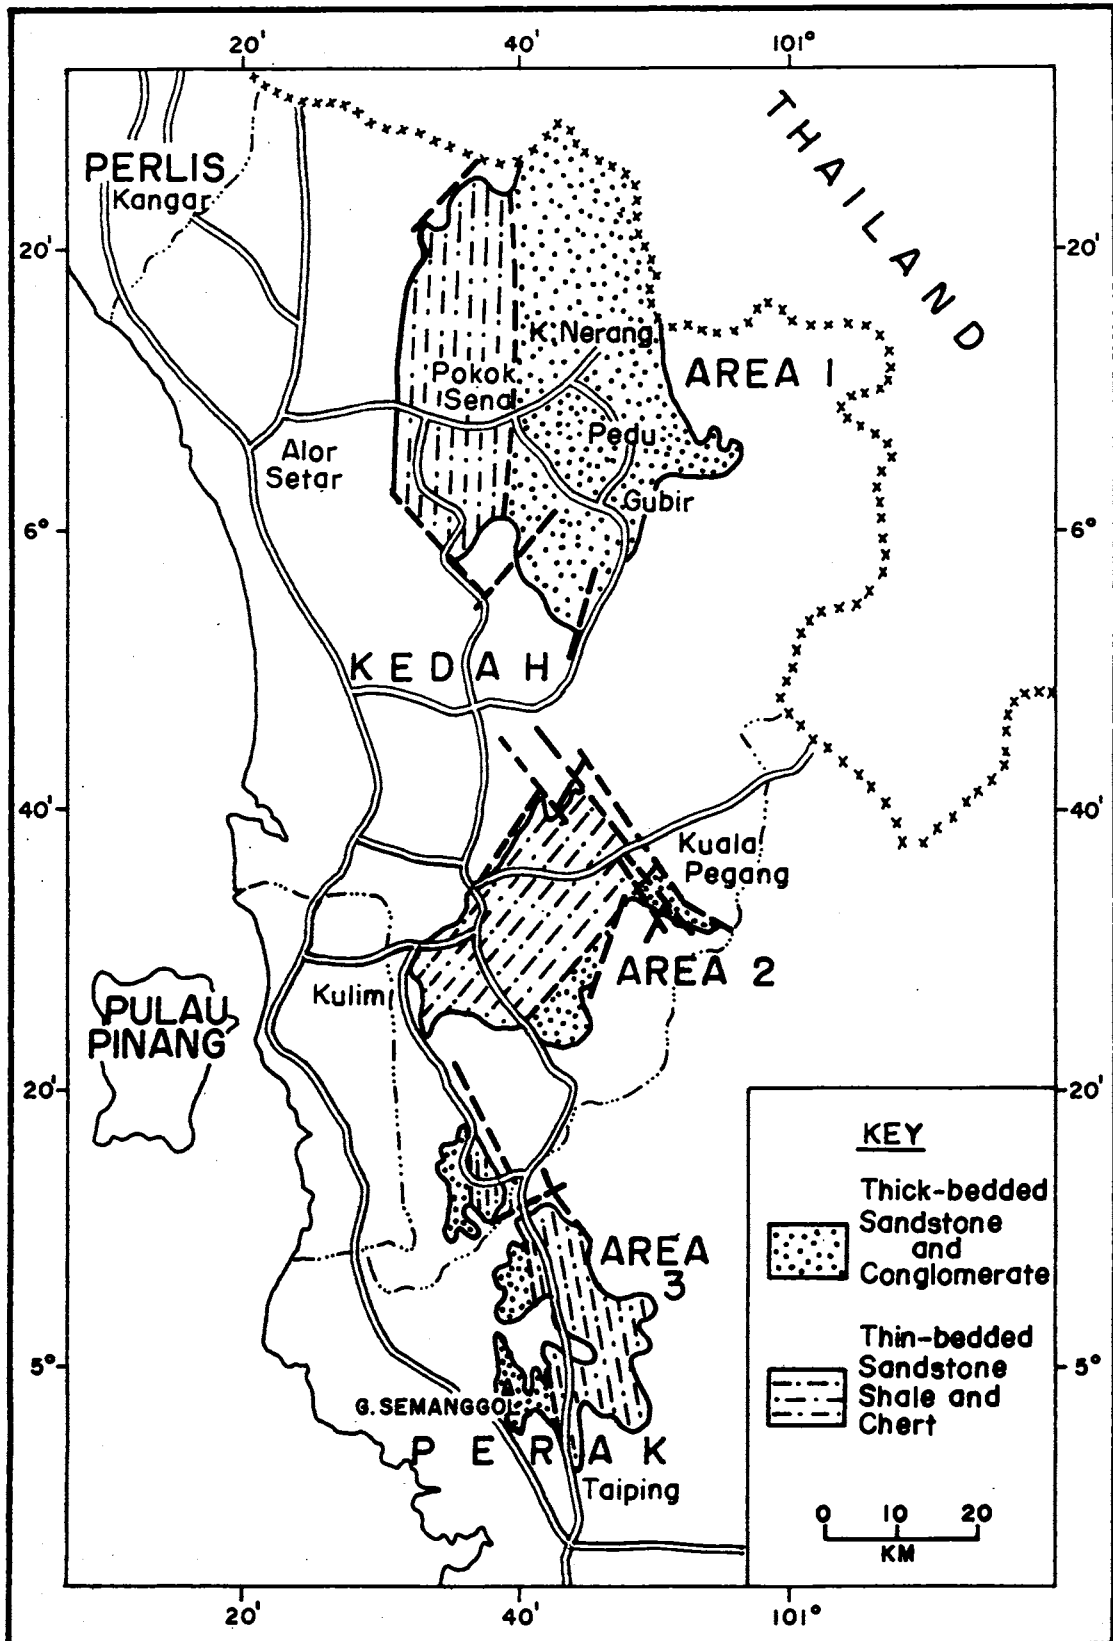 20'
40'
101°
THAILAND
PERLIS
Kangar
20'
20'
K. Nerang
AREA 1
Pokok
Sena
Pedu
Alor
Setar
Gubir
6°
6°
KEDAH
40'
40'
Kuala
Pegang
AREA 2
Kulim
PULAU
PINANG
20'
20'
KEY
Thick-bedded
Sandstone
and
Conglomerate
AREA
3
Thin-bedded
Sandstone
Shale and
Chert
5°
5°
G. SEMANGGOL
PERAK
Taiping
0 10 20
KM
20'
40'
101°